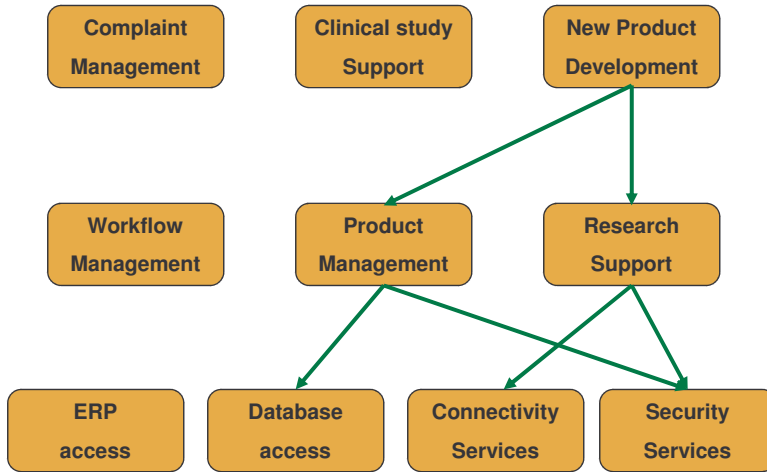 Complaint
Management
Clinical study
Support
New Product
Development
Workflow
Management
Product
Management
Research
Support
ERP
access
Database
access
Connectivity
Services
Security
Services